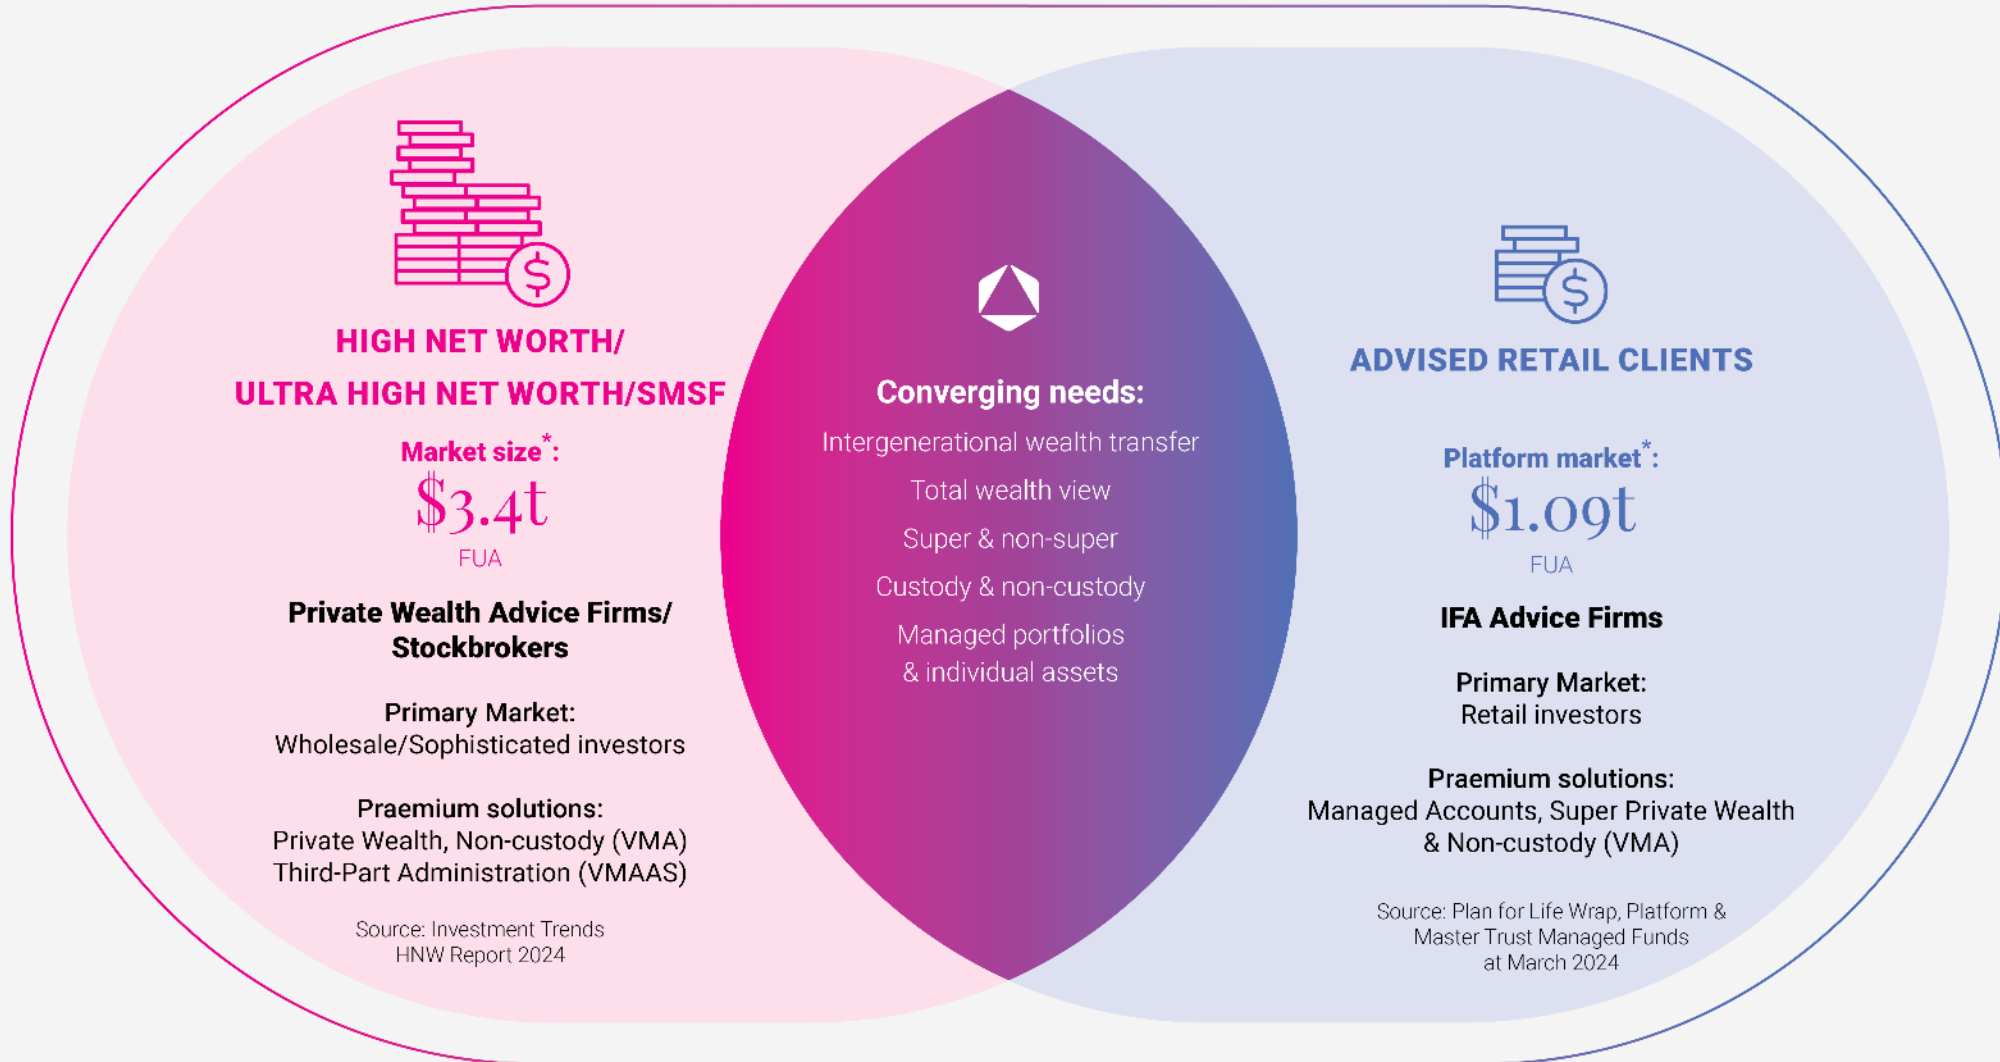 HIGH NET WORTH/
ULTRA HIGH NET WORTH/SMSF
Market size*:
$3.4t
FUA
Private Wealth Advice Firms/
Stockbrokers
Primary Market:
Wholesale/Sophisticated investors
Praemium solutions:
Private Wealth, Non-custody (VMA)
Third-Part Administration (VMAAS)
Source: Investment Trends
HNW Report 2024
Converging needs:
Intergenerational wealth transfer
Total wealth view
Super & non-super
Custody & non-custody
Managed portfolios
& individual assets
ADVISED RETAIL CLIENTS
Platform market*:
$1.09t
FUA
IFA Advice Firms
Primary Market:
Retail investors
Praemium solutions:
Managed Accounts, Super Private Wealth
& Non-custody (VMA)
Source: Plan for Life Wrap, Platform &
Master Trust Managed Funds
at March 2024